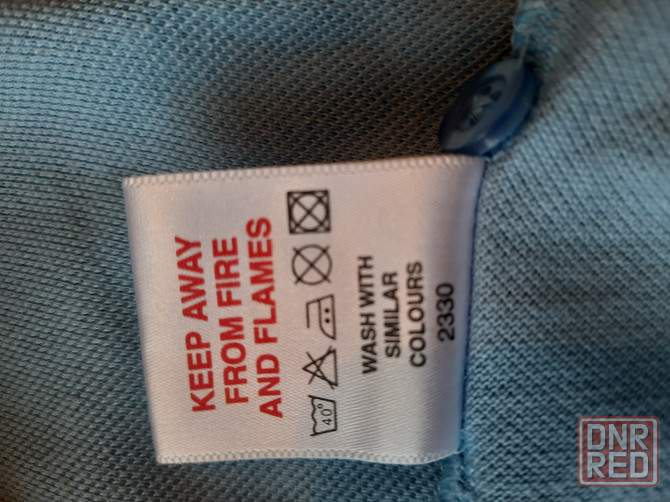 KEEP AWAY
FROM FIRE
AND FLAMES
40°
WASH WITH
SIMILAR
COLOURS
2330
DNR
RED